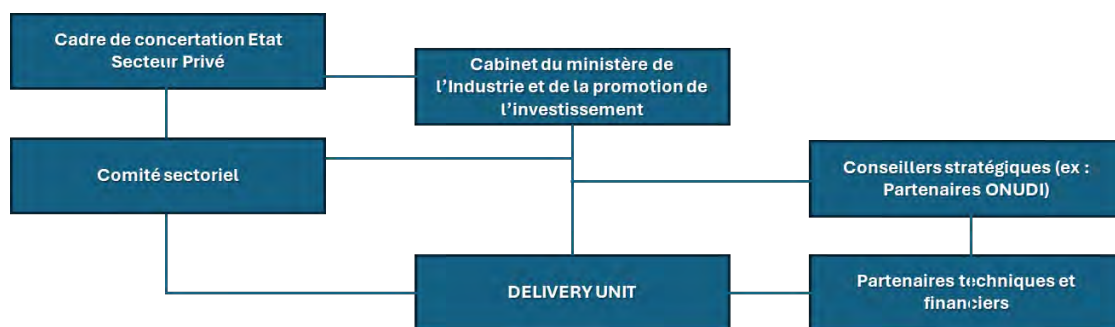 Cadre de concertation Etat
Secteur Privé
Cabinet du ministère de
l'Industrie et de la promotion de
l'investissement
Comité sectoriel
Conseillers stratégiques (ex :
Partenaires ONUDI)
DELIVERY UNIT
Partenaires techniques et
financiers